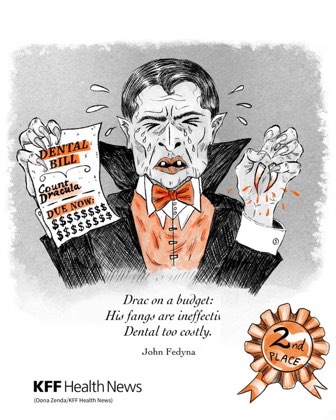 DENTAL
BILL
Count
Dracula
DUE NOW:
$$$$$$$$
$$$$$$$$
Drac on a budget:
His fangs are ineffectiv
Dental too costly.
John Fedyna
2nd
PLACE
KFF Health News
(Oona Zenda/KFF Health News)